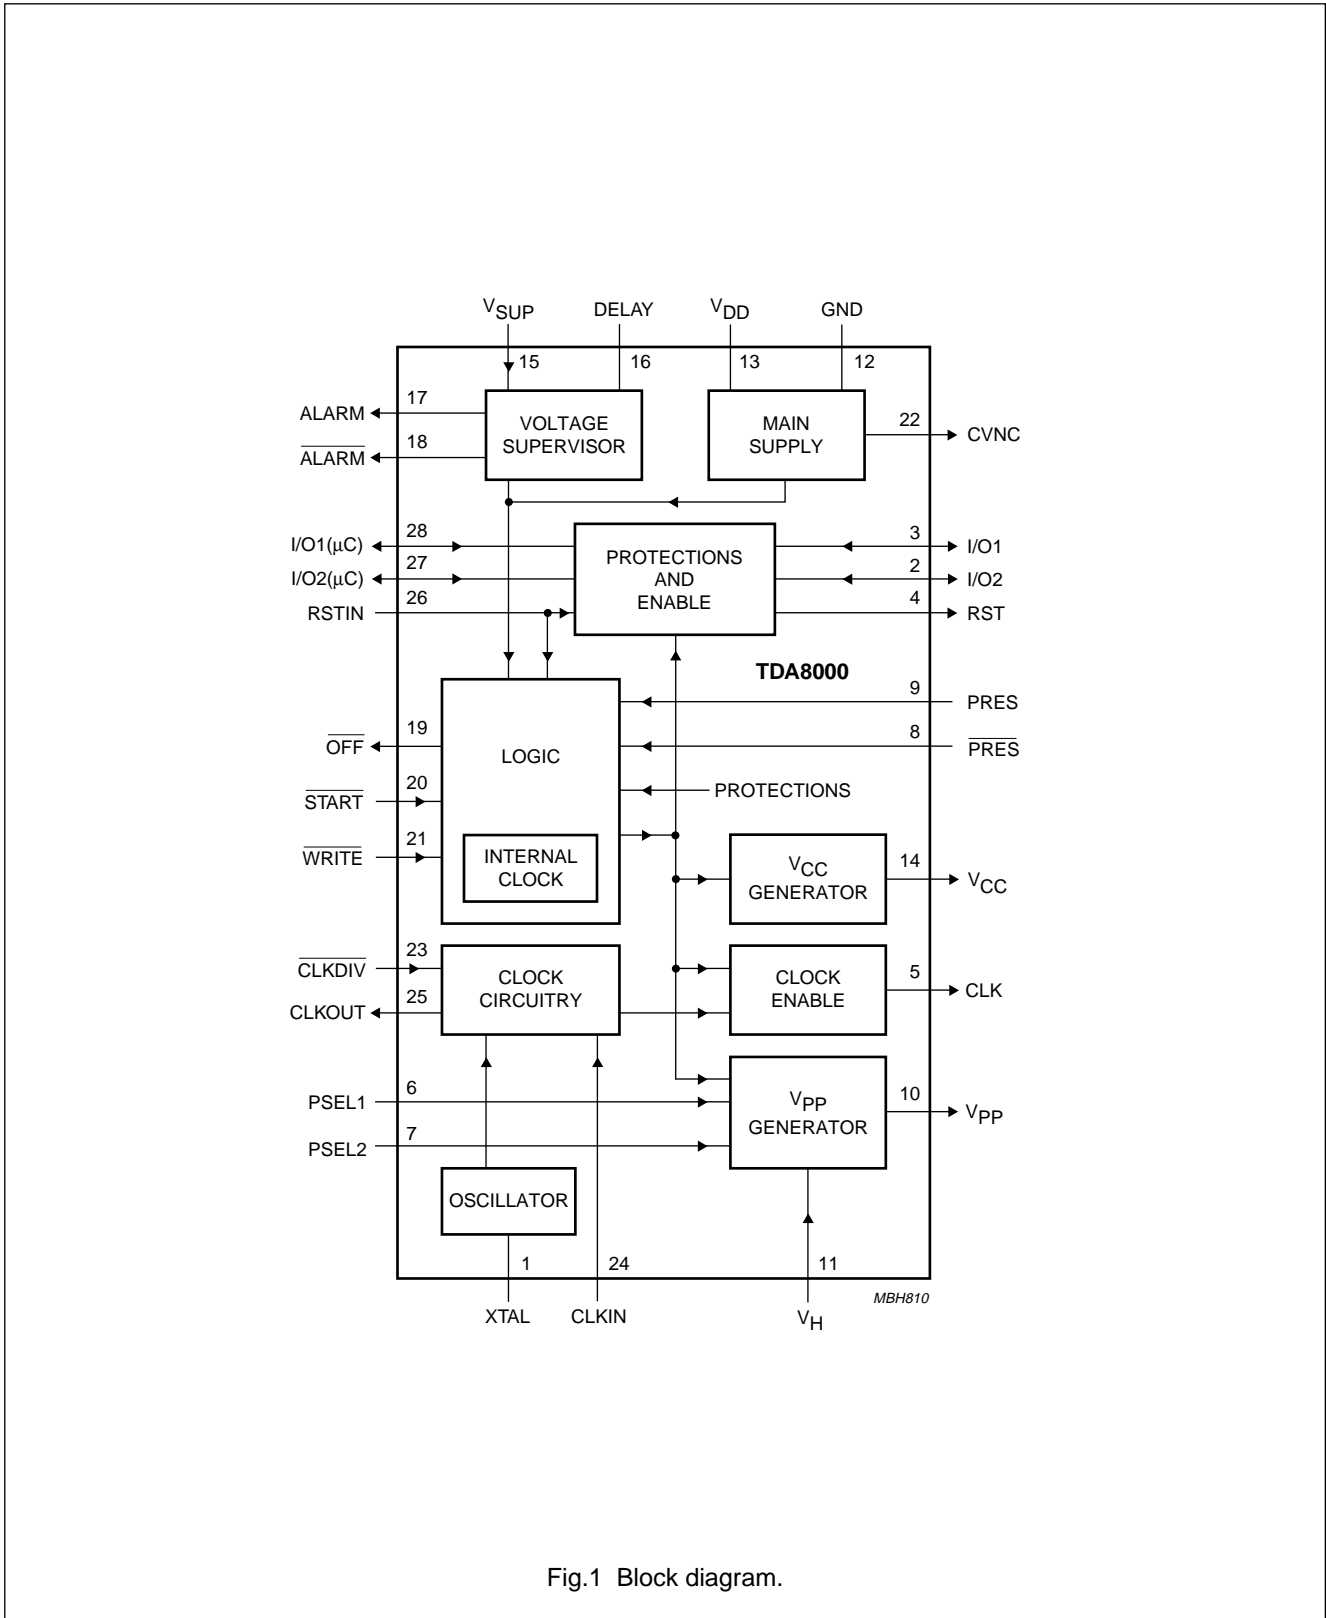 VSUP DELAY VDD GND
15 16 13 12
17
ALARM
VOLTAGE
SUPERVISOR
MAIN
SUPPLY
22
CVNC
18
ALARM
28
I/O1(μC)
27
I/O2(μC)
26
RSTIN
PROTECTIONS
AND
ENABLE
3
I/O1
2
I/O2
4
RST
TDA8000
9
PRES
8
PRES
19
OFF
LOGIC
20
START
PROTECTIONS
21
WRITE
INTERNAL
CLOCK
VCC
GENERATOR
14
VCC
23
CLKDIV
25
CLKOUT
CLOCK
CIRCUITRY
CLOCK
ENABLE
5
CLK
6
PSEL1
7
PSEL2
VPP
GENERATOR
10
VPP
OSCILLATOR
1 24 11
XTAL CLKIN VH
MBH810
Fig.1 Block diagram.